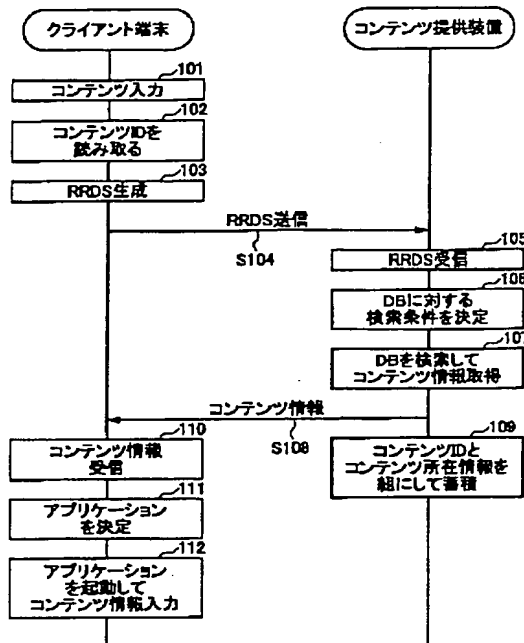 クライアント端末
コンテンツ提供装置
101
コンテンツ入力
102
コンテンツIDを
読み取る
103
RRDS生成
RRDS送信
S104
105
RRDS受信
106
DBに対する
検索条件を決定
107
DBを検索して
コンテンツ情報取得
コンテンツ情報
S108
109
コンテンツIDと
コンテンツ所在情報を
組にして蓄積
110
コンテンツ情報
受信
111
アプリケーション
を決定
112
アプリケーション
を起動して
コンテンツ情報入力